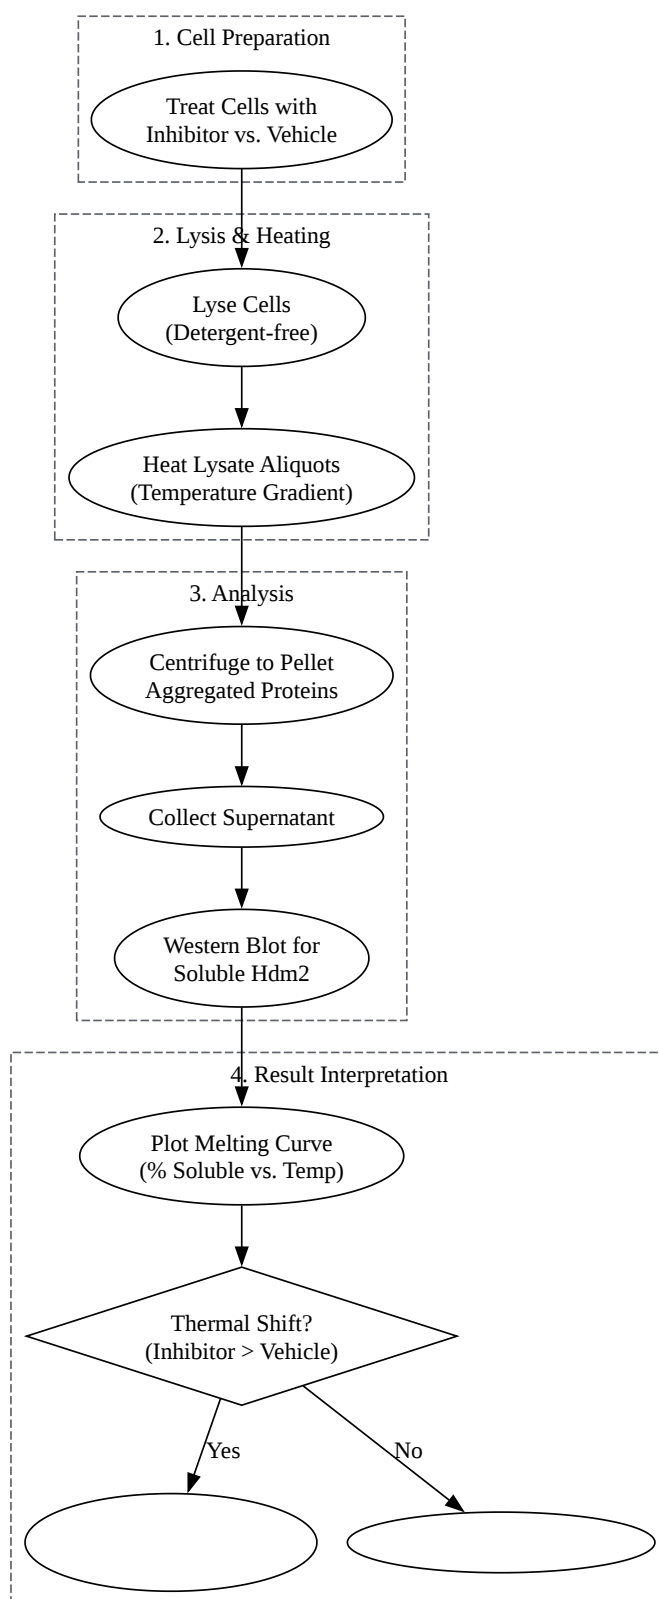 1. Cell Preparation
Treat Cells with
Inhibitor vs. Vehicle
2. Lysis & Heating
Lyse Cells
(Detergent-free)
Heat Lysate Aliquots
(Temperature Gradient)
3. Analysis
Centrifuge to Pellet
Aggregated Proteins
Collect Supernatant
Western Blot for
Soluble Hdm2
4. Result Interpretation
Plot Melting Curve
(% Soluble vs. Temp)
Thermal Shift?
(Inhibitor > Vehicle)
Yes
No